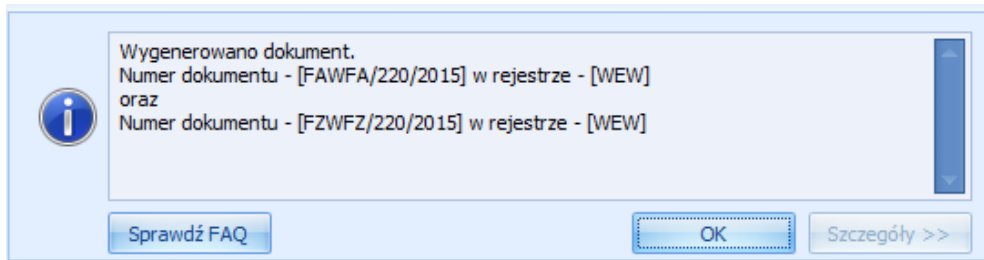 Wygenerowano dokument.
Numer dokumentu - [FAWFA/220/2015] w rejestrze - [WEW]
oraz
Numer dokumentu - [FZWFZ/220/2015] w rejestrze - [WEW]
Sprawdź FAQ
OK
Szczegóły >>